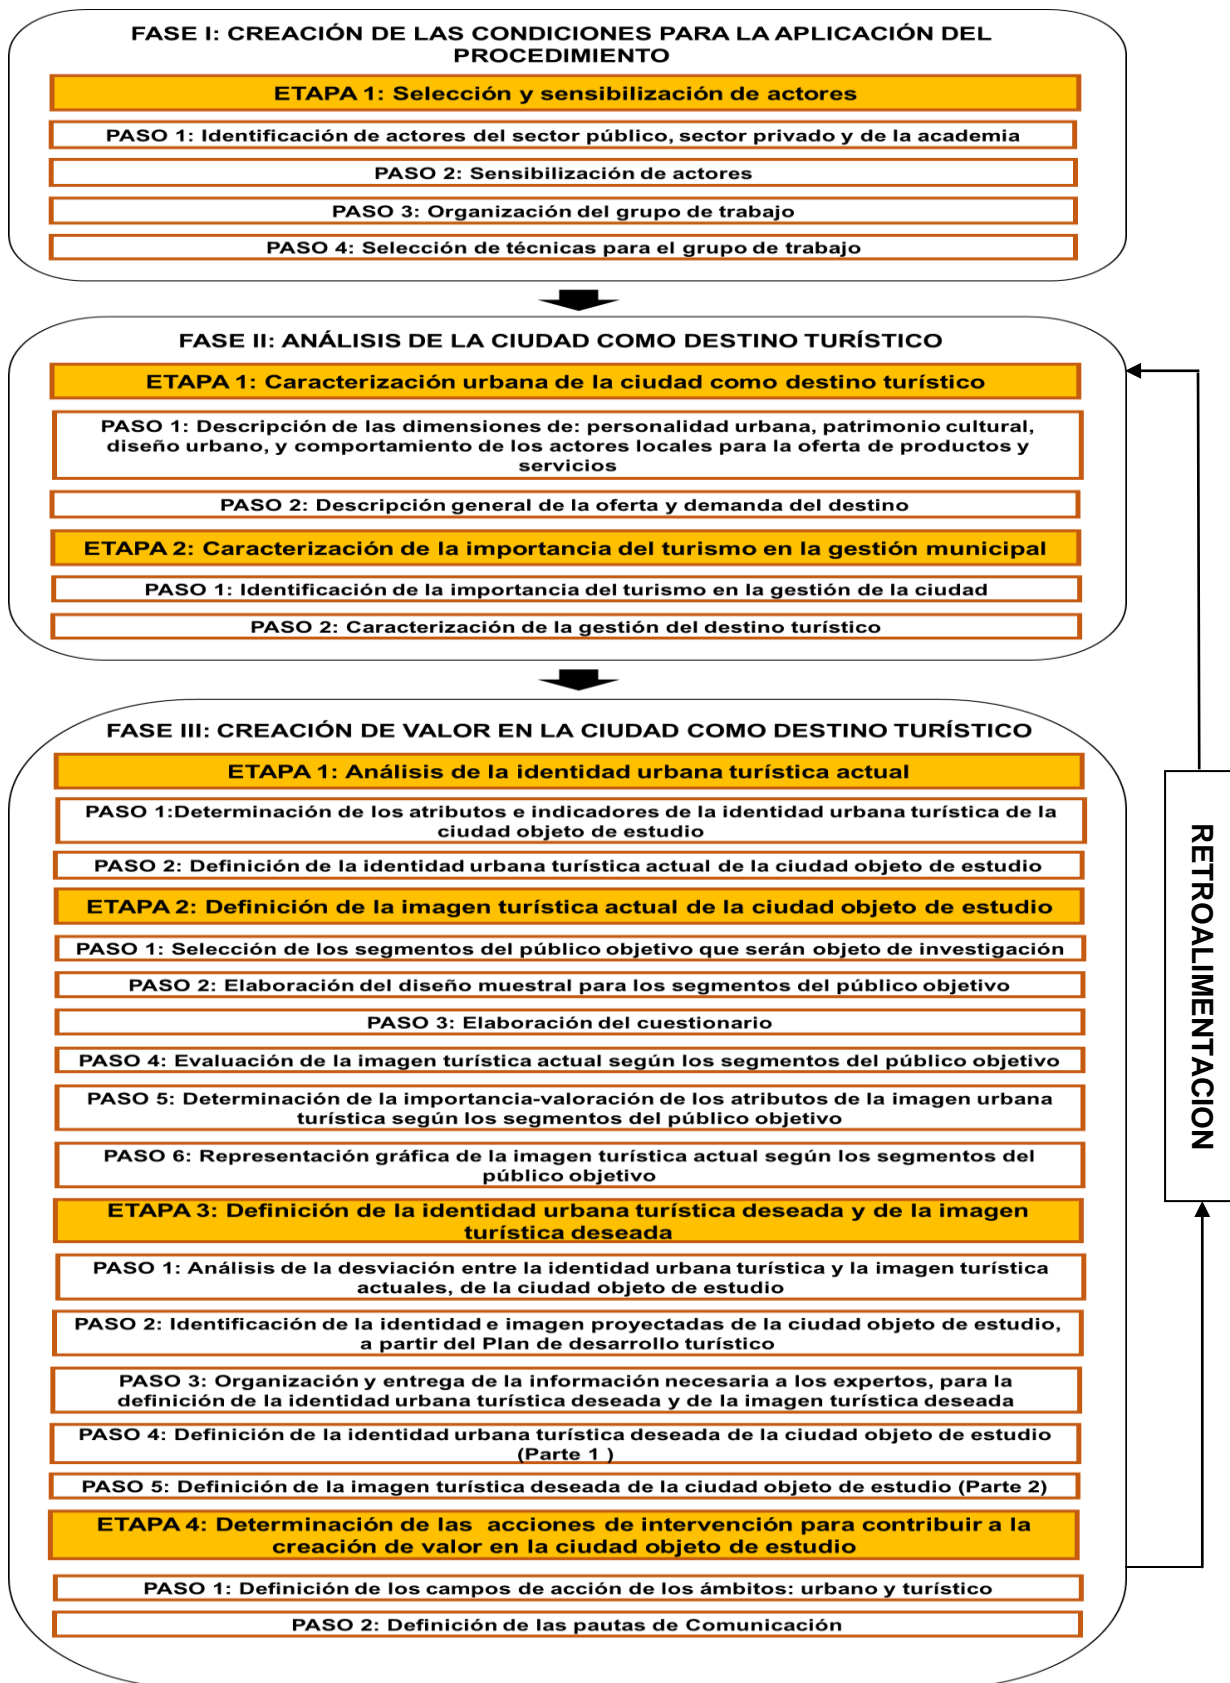 FASE I: CREACIÓN DE LAS CONDICIONES PARA LA APLICACIÓN DEL
PROCEDIMIENTO
ETAPA 1: Selección y sensibilización de actores
PASO 1: Identificación de actores del sector público, sector privado y de la academia
PASO 2: Sensibilización de actores
PASO 3: Organización del grupo de trabajo
PASO 4: Selección de técnicas para el grupo de trabajo
FASE II: ANÁLISIS DE LA CIUDAD COMO DESTINO TURÍSTICO
ETAPA 1: Caracterización urbana de la ciudad como destino turístico
PASO 1: Descripción de las dimensiones de: personalidad urbana, patrimonio cultural,
diseño urbano, y comportamiento de los actores locales para la oferta de productos y
servicios
PASO 2: Descripción general de la oferta y demanda del destino
ETAPA 2: Caracterización de la importancia del turismo en la gestión municipal
PASO 1: Identificación de la importancia del turismo en la gestión de la ciudad
PASO 2: Caracterización de la gestión del destino turístico
FASE III: CREACIÓN DE VALOR EN LA CIUDAD COMO DESTINO TURÍSTICO
ETAPA 1: Análisis de la identidad urbana turística actual
PASO 1:Determinación de los atributos e indicadores de la identidad urbana turística de la
ciudad objeto de estudio
PASO 2: Definición de la identidad urbana turística actual de la ciudad objeto de estudio
ETAPA 2: Definición de la imagen turística actual de la ciudad objeto de estudio
PASO 1: Selección de los segmentos del público objetivo que serán objeto de investigación
PASO 2: Elaboración del diseño muestral para los segmentos del público objetivo
PASO 3: Elaboración del cuestionario
PASO 4: Evaluación de la imagen turística actual según los segmentos del público objetivo
PASO 5: Determinación de la importancia-valoración de los atributos de la imagen urbana
turística según los segmentos del público objetivo
PASO 6: Representación gráfica de la imagen turística actual según los segmentos del
público objetivo
ETAPA 3: Definición de la identidad urbana turística deseada y de la imagen
turística deseada
PASO 1: Análisis de la desviación entre la identidad urbana turística y la imagen turística
actuales, de la ciudad objeto de estudio
PASO 2: Identificación de la identidad e imagen proyectadas de la ciudad objeto de estudio,
a partir del Plan de desarrollo turístico
PASO 3: Organización y entrega de la información necesaria a los expertos, para la
definición de la identidad urbana turística deseada y de la imagen turística deseada
PASO 4: Definición de la identidad urbana turística deseada de la ciudad objeto de estudio
(Parte 1 )
PASO 5: Definición de la imagen turística deseada de la ciudad objeto de estudio (Parte 2)
ETAPA 4: Determinación de las acciones de intervención para contribuir a la
creación de valor en la ciudad objeto de estudio
PASO 1: Definición de los campos de acción de los ámbitos: urbano y turístico
PASO 2: Definición de las pautas de Comunicación
RETROALIMENTACION